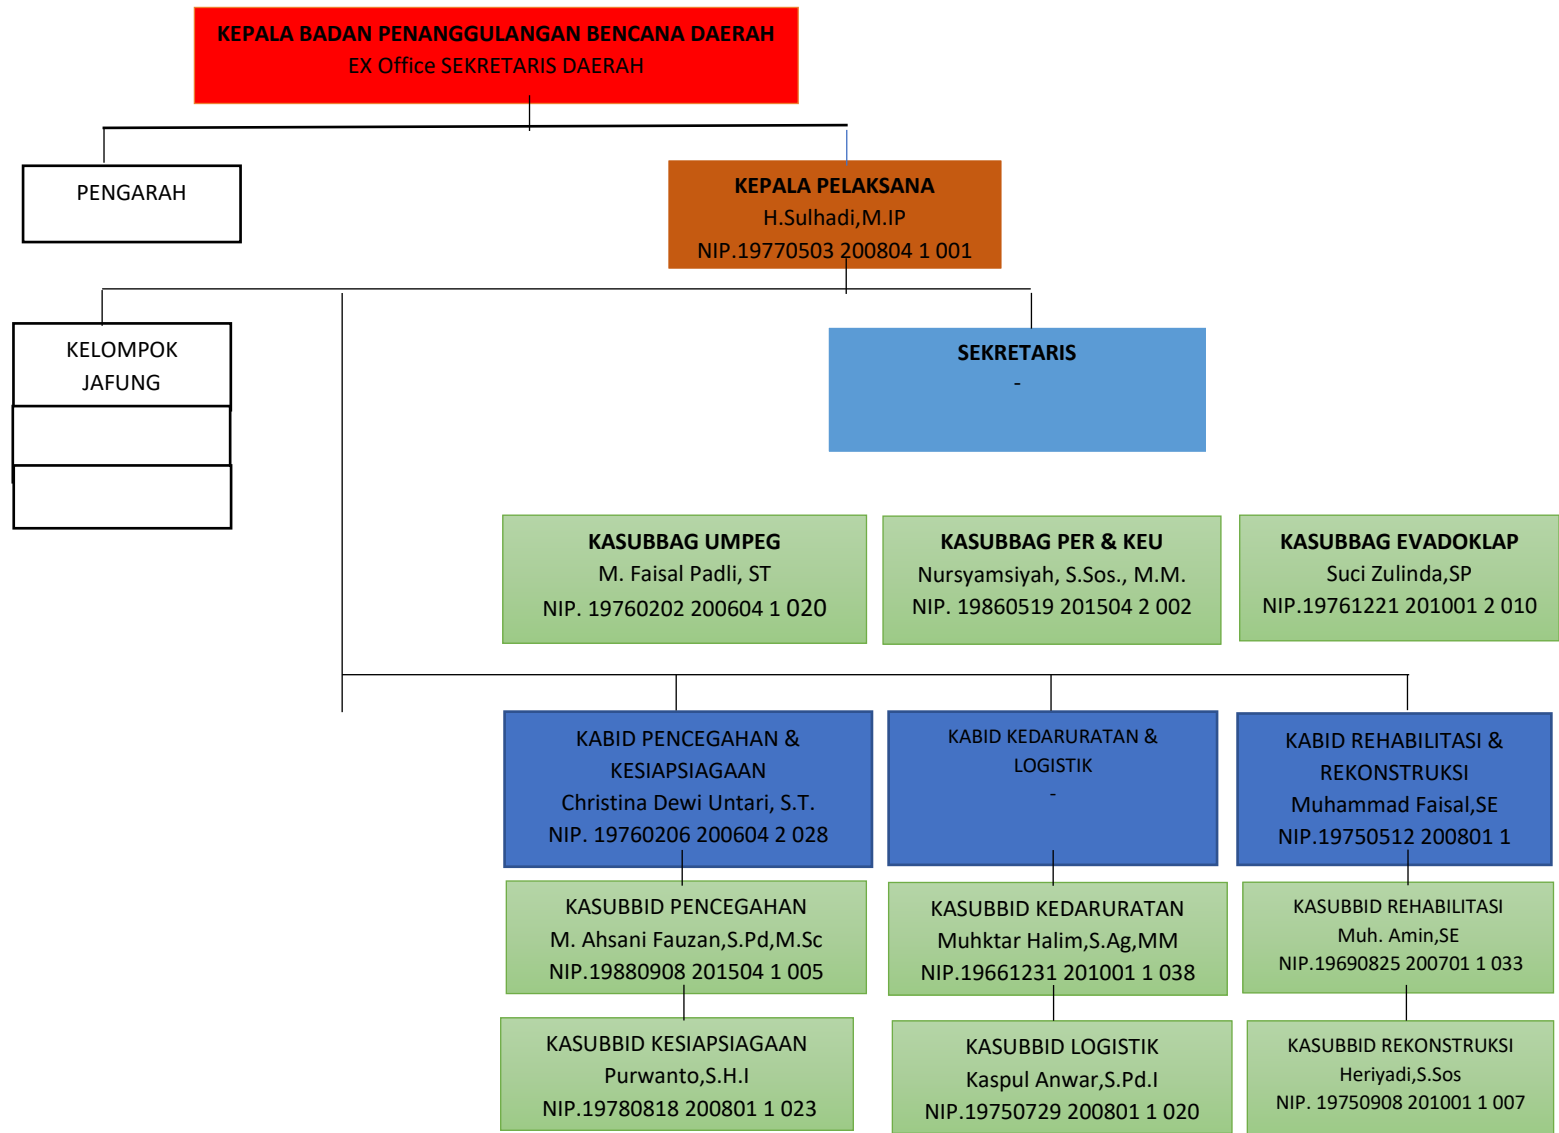 KEPALA BADAN PENANGGULANGAN BENCANA DAERAH
EX Office SEKRETARIS DAERAH
PENGARAH
KEPALA PELAKSANA
H.Sulhadi,M.IP
NIP.19770503 200804 1 001
KELOMPOK
JAFUNG
SEKRETARIS
-
KASUBBAG UMPEG
M. Faisal Padli, ST
NIP. 19760202 200604 1 020
KASUBBAG PER & KEU
Nursyamsiyah, S.Sos., M.M.
NIP. 19860519 201504 2 002
KASUBBAG EVADOKLAP
Suci Zulinda,SP
NIP.19761221 201001 2 010
KABID PENCEGAHAN &
KESIAPSIAGAAN
Christina Dewi Untari, S.T.
NIP. 19760206 200604 2 028
KABID KEDARURATAN &
LOGISTIK
-
KABID REHABILITASI &
REKONSTRUKSI
Muhammad Faisal,SE
NIP.19750512 200801 1
KASUBBID PENCEGAHAN
M. Ahsani Fauzan,S.Pd,M.Sc
NIP.19880908 201504 1 005
KASUBBID KEDARURATAN
Muhktar Halim,S.Ag,MM
NIP.19661231 201001 1 038
KASUBBID REHABILITASI
Muh. Amin,SE
NIP.19690825 200701 1 033
KASUBBID KESIAPSIAGAAN
Purwanto,S.H.I
NIP.19780818 200801 1 023
KASUBBID LOGISTIK
Kaspul Anwar,S.Pd.I
NIP.19750729 200801 1 020
KASUBBID REKONSTRUKSI
Heriyadi,S.Sos
NIP. 19750908 201001 1 007